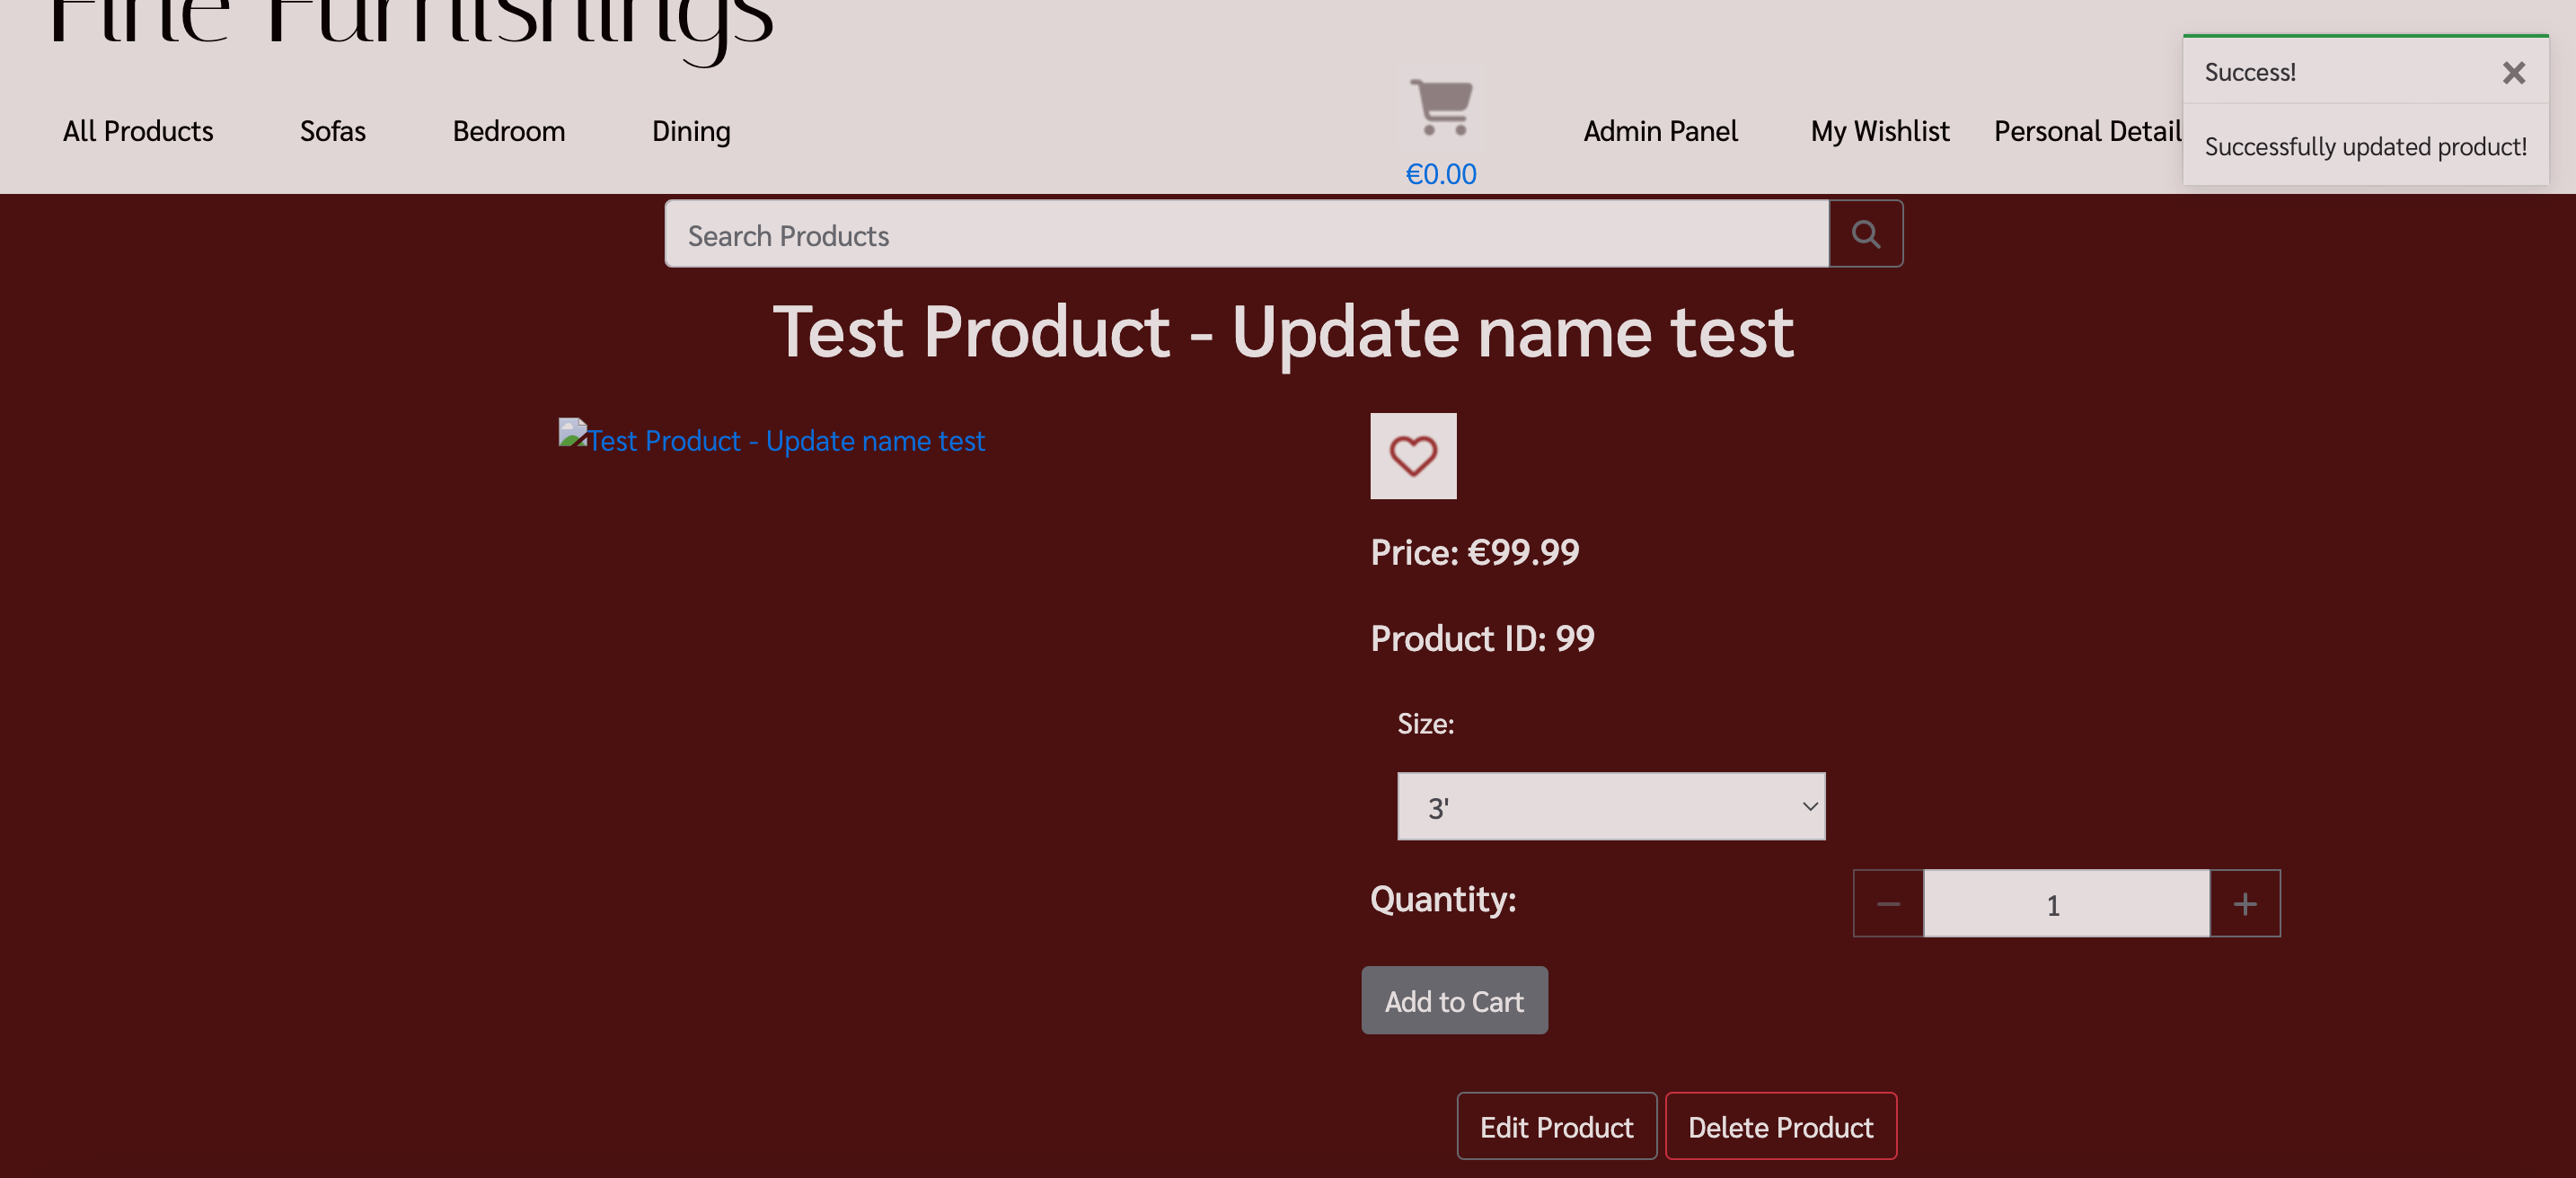 Fine Furnishings
All Products Sofas Bedroom Dining
€0.00
Admin Panel My Wishlist Personal Detail
Success!
Successfully updated product!
Search Products
Test Product - Update name test
Test Product - Update name test
Price: €99.99
Product ID: 99
Size:
3'
Quantity:
1
Add to Cart
Edit Product Delete Product